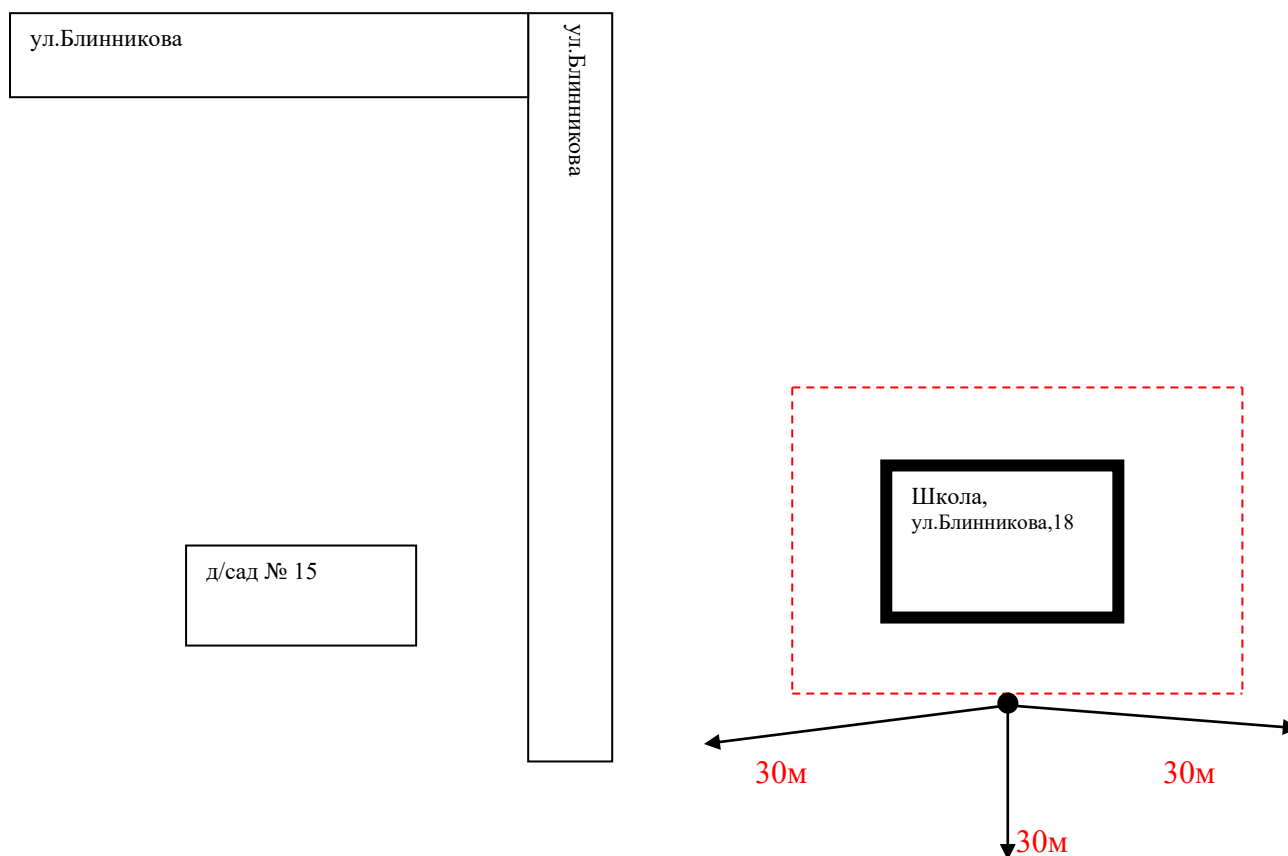 ул.Блинникова
ул.Блинникова
Школа,
ул.Блинникова,18
д/сад № 15
30м
30м
30м